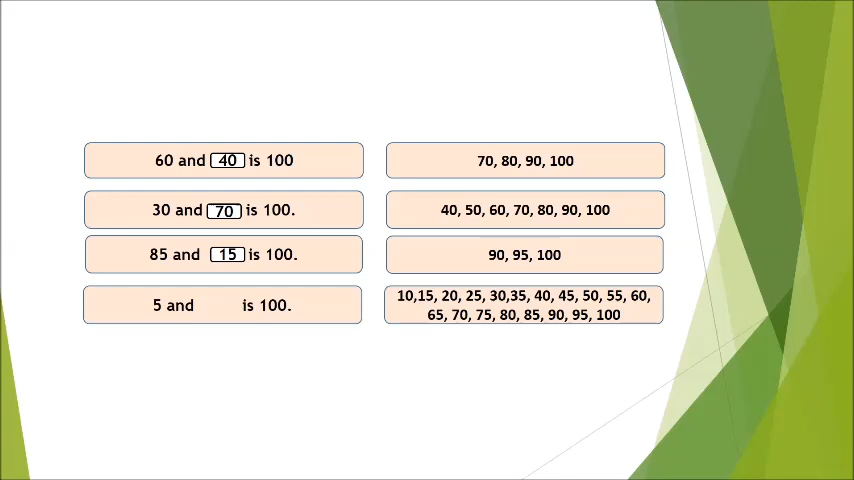 60 and 40 is 100
70, 80, 90, 100
30 and 70 is 100.
40, 50, 60, 70, 80, 90, 100
85 and 15 is 100.
90, 95, 100
5 and is 100.
10,15, 20, 25, 30,35, 40, 45, 50, 55, 60,
65, 70, 75, 80, 85, 90, 95, 100